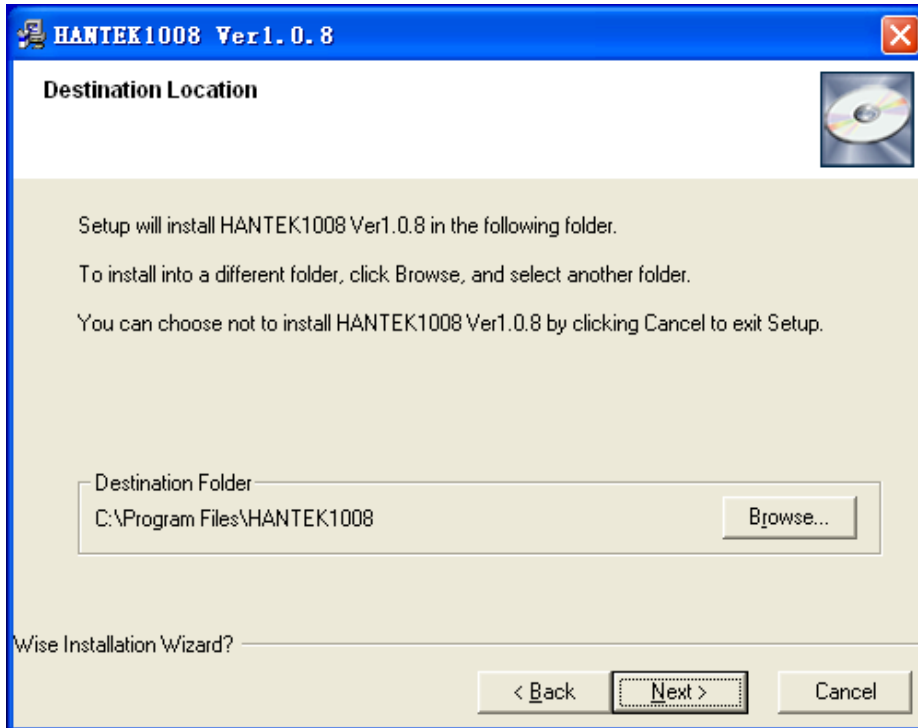 HANTEK1008 Ver1.0.8
Destination Location
Setup will install HANTEK1008 Ver1.0.8 in the following folder.
To install into a different folder, click Browse, and select another folder.
You can choose not to install HANTEK1008 Ver1.0.8 by clicking Cancel to exit Setup.
Destination Folder
C:\Program Files\HANTEK1008
Browse...
Wise Installation Wizard?
< Back
Next >
Cancel